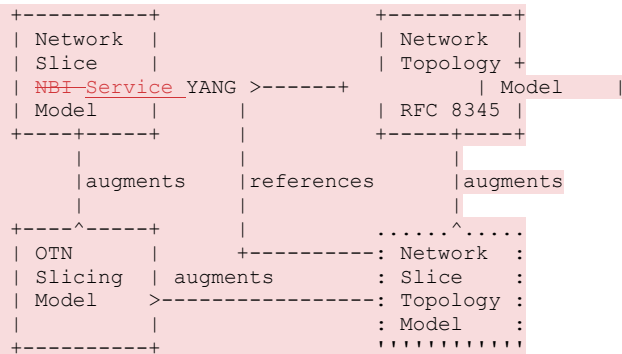 +----------+                     +----------+
| Network  |                     | Network  |
| Slice    |                     | Topology +
| NBI Service YANG >------+            | Model    |
| Model    |       |             | RFC 8345 |
+----+-----+       |             +-----+----+
     |             |                   |
     |augments     |references         |augments
     |             |                   |
+----^-----+       |             ......^.....
| OTN      |       +----------: Network  :
| Slicing  | augments         : Slice    :
| Model    >-----------------: Topology :
|          |                  : Model    :
+----------+                  ''''''''''''